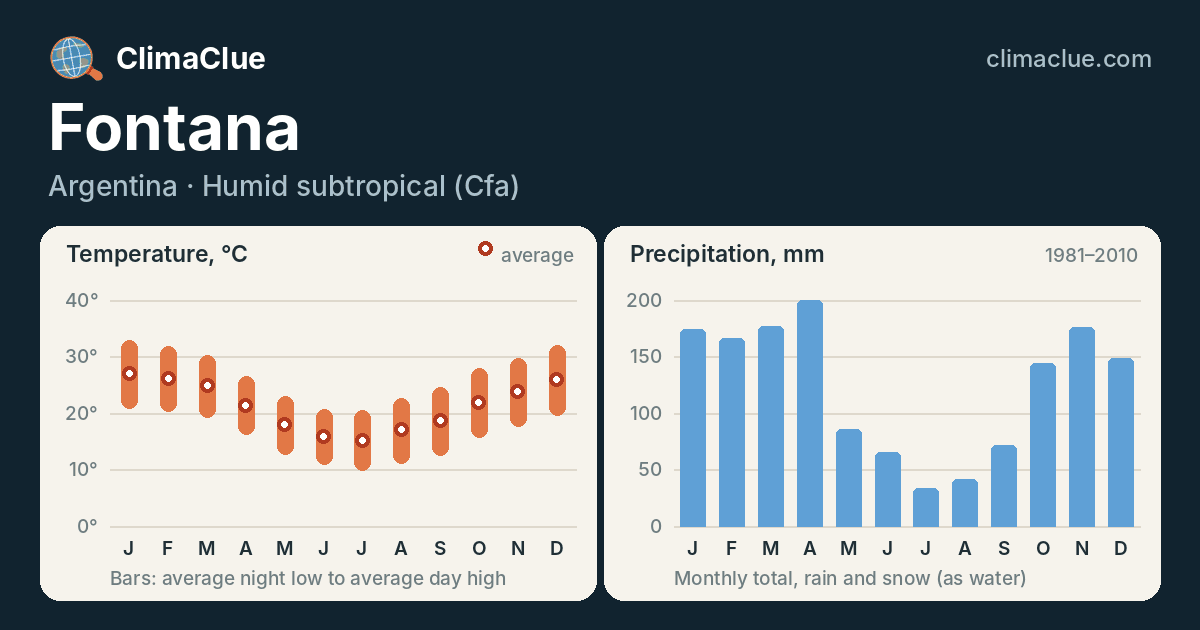 ClimaClue
climaclue.com
Fontana
Argentina · Humid subtropical (Cfa)
Temperature, °C
average
40°
30°
20°
10°
0°
J F M A M J J A S O N D
Bars: average night low to average day high
Precipitation, mm
1981–2010
200
150
100
50
0
J F M A M J J A S O N D
Monthly total, rain and snow (as water)